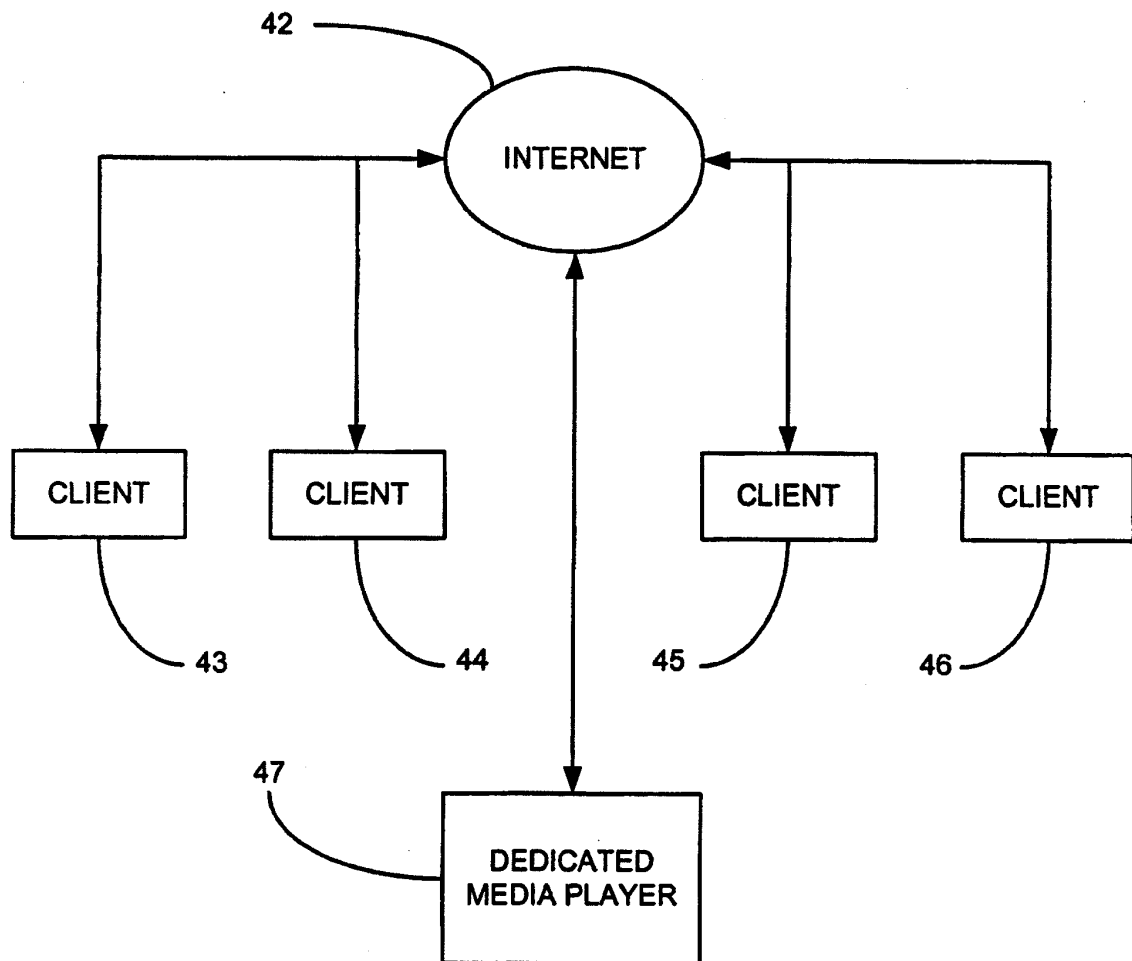 42
INTERNET
CLIENT
CLIENT
CLIENT
CLIENT
43
44
45
46
47
DEDICATED
MEDIA PLAYER